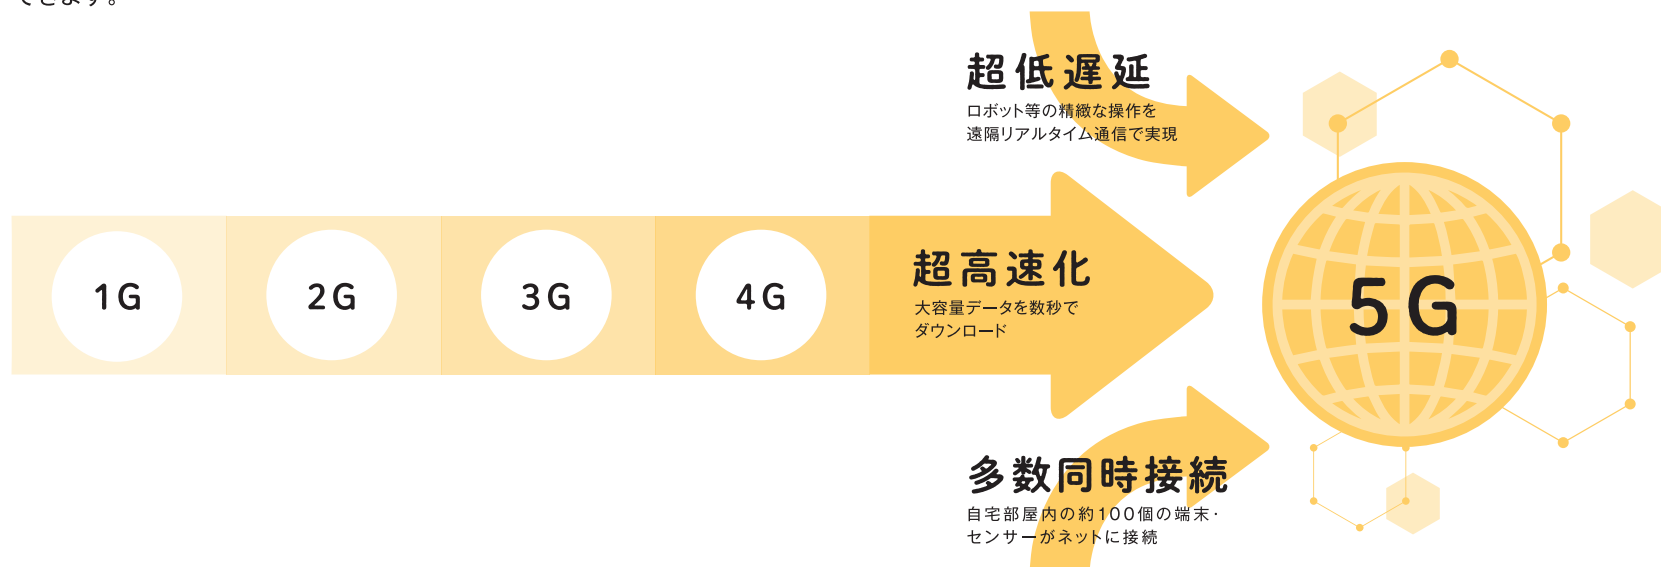 できます。
超低遅延
ロボット等の精緻な操作を
遠隔リアルタイム通信で実現
1G
2G
3G
4G
超高速化
大容量データを数秒で
ダウンロード
5G
多数同時接続
自宅部屋内の約100個の端末・
センサーがネットに接続